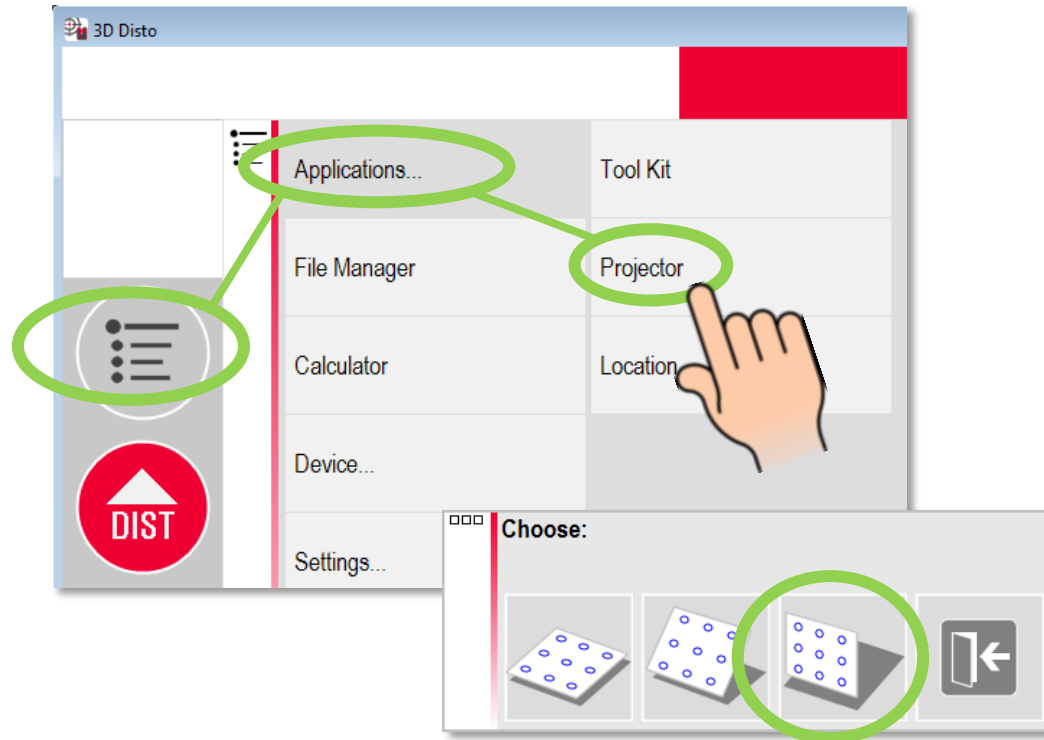 3D Disto
Applications...
Tool Kit
File Manager
Projector
Calculator
Location
Device...
DIST
Settings...
Choose: